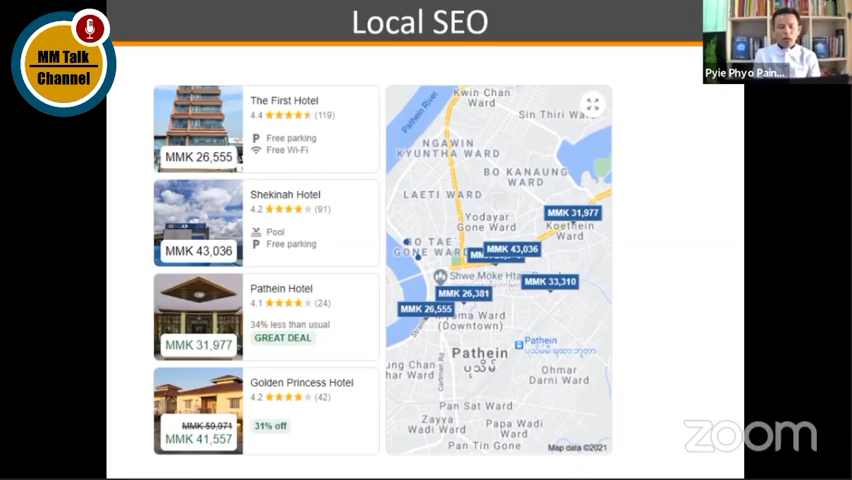 Local SEO
MM Talk
Channel
Pyie Phyo Pain...
The First Hotel
4.4 (119)
Free parking
Free Wi-Fi
MMK 26,555
Shekinah Hotel
4.2 (91)
Pool
Free parking
MMK 43,036
Pathein Hotel
4.1 (24)
34% less than usual
GREAT DEAL
MMK 31,977
Golden Princess Hotel
4.2 (42)
31% off
MMK 59,971
MMK 41,557
Kwin Chan
Ward
Pathein River
Sin Thiri
NGAWIN
KYUNTHA WARD
BO KANAUNG
WARD
LAETI WARD
MMK 31,977
Yodayar
Gone Ward
Koethein
Ward
BO TAE
GONE WARD
MMK 43,036
Shwe Moke
MMK 33,310
MMK 26,381
MMK 26,555
Ward
(Downtown)
Pathein
ပုသိမ်
Pathein
Ohmar
Darni Ward
Pan Sat Ward
Zayya
Wadi Ward
Papa Wadi
Ward
Pan Tin Gone
Map data ©2021
zoom